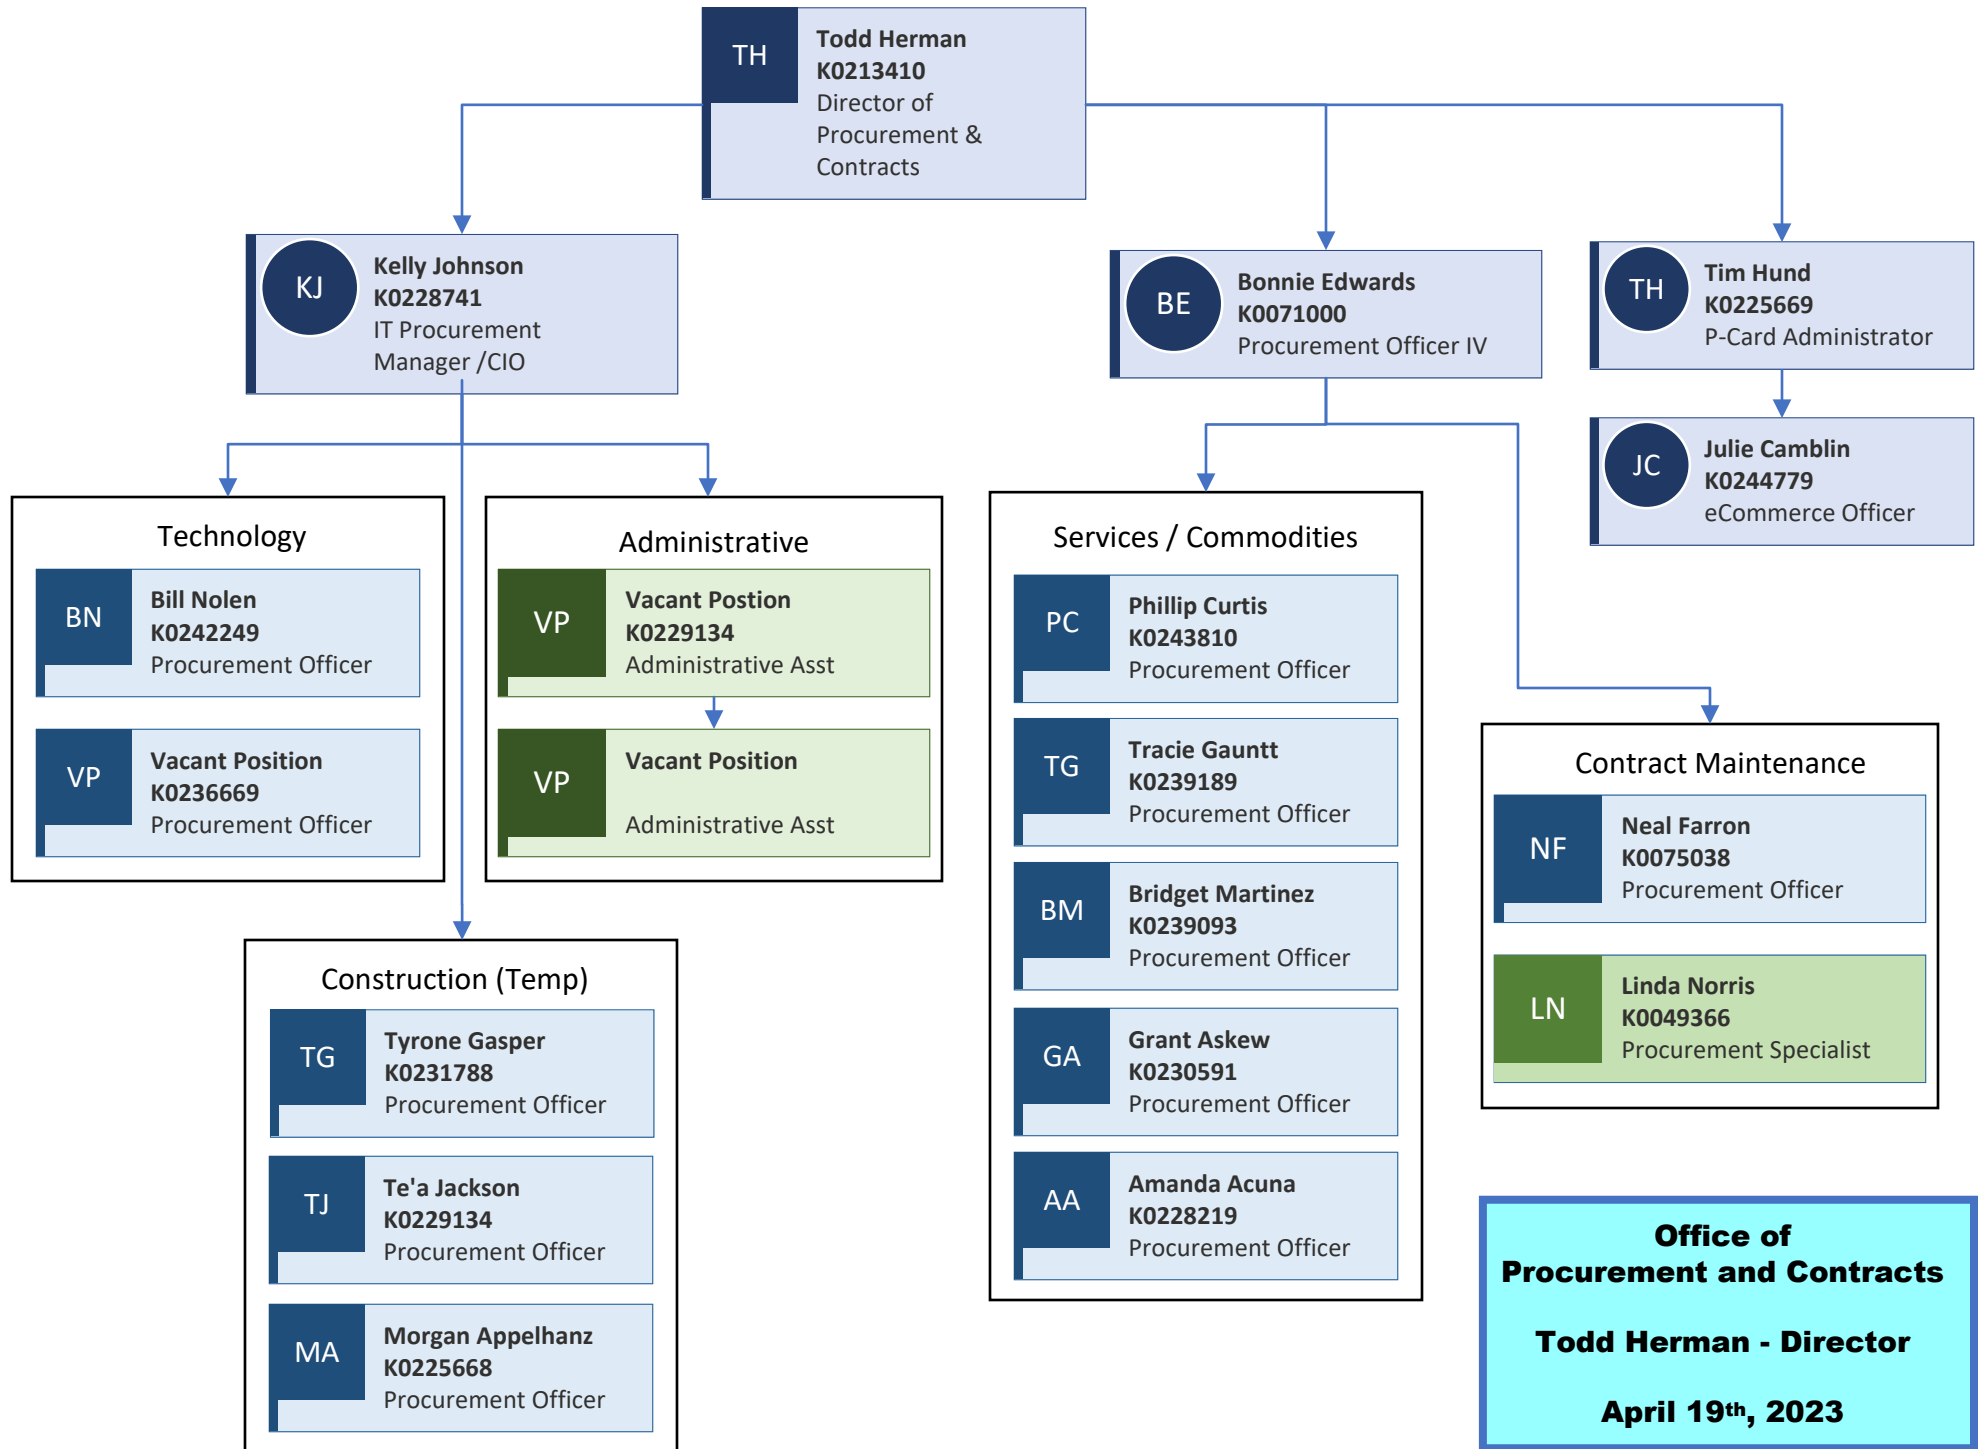 TH
Todd Herman
K0213410
Director of
Procurement &
Contracts
KJ
Kelly Johnson
K0228741
IT Procurement
Manager /CIO
BE
Bonnie Edwards
K0071000
Procurement Officer IV
TH
Tim Hund
K0225669
P-Card Administrator
JC
Julie Camblin
K0244779
eCommerce Officer
Technology
BN
Bill Nolen
K0242249
Procurement Officer
VP
Vacant Position
K0236669
Procurement Officer
Administrative
VP
Vacant Postion
K0229134
Administrative Asst
VP
Vacant Position
Administrative Asst
Construction (Temp)
TG
Tyrone Gasper
K0231788
Procurement Officer
TJ
Te'a Jackson
K0229134
Procurement Officer
MA
Morgan Appelhanz
K0225668
Procurement Officer
Services / Commodities
PC
Phillip Curtis
K0243810
Procurement Officer
TG
Tracie Gauntt
K0239189
Procurement Officer
BM
Bridget Martinez
K0239093
Procurement Officer
GA
Grant Askew
K0230591
Procurement Officer
AA
Amanda Acuna
K0228219
Procurement Officer
Contract Maintenance
NF
Neal Farron
K0075038
Procurement Officer
LN
Linda Norris
K0049366
Procurement Specialist
Office of
Procurement and Contracts
Todd Herman - Director
April 19th, 2023